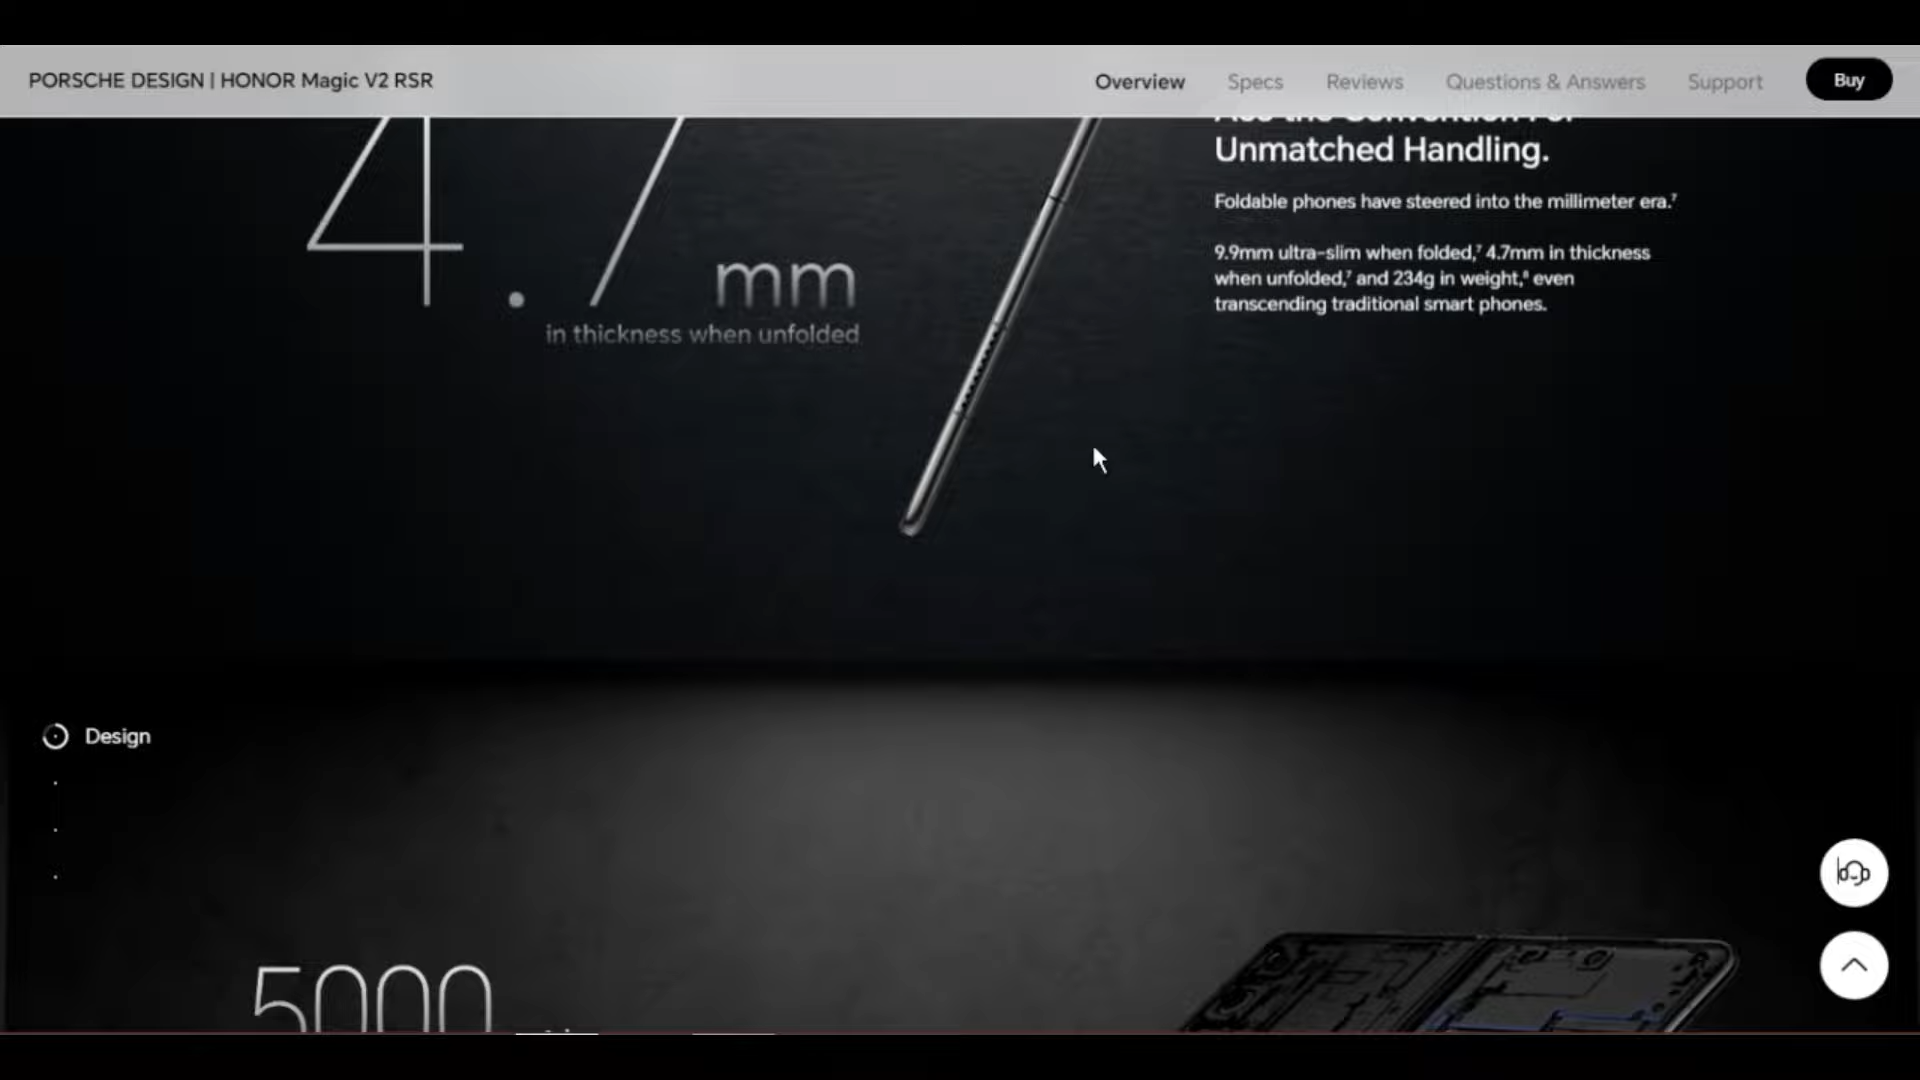 PORSCHE DESIGN | HONOR Magic V2 RSR
Overview
Specs
Reviews
Questions & Answers
Support
Buy
4.7 mm
in thickness when unfolded
Unmatched Handling.
Foldable phones have steered into the millimeter era.⁷
9.9mm ultra-slim when folded,⁷ 4.7mm in thickness
when unfolded,⁷ and 234g in weight,⁸ even
transcending traditional smart phones.
Design
5000